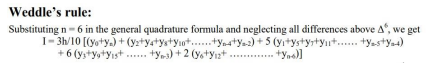 Weddle's rule:
Substituting n = 6 in the general quadrature formula and neglecting all differences above Δ⁶, we get
I = 3h/10 [(y₀+yₙ) + (y₂+y₄+y₈+y₁₀+……+yₙ₋₄+yₙ₋₂) + 5 (y₁+y₅+y₇+y₁₁+…… +yₙ₋₅+yₙ₋₄)
+ 6 (y₃+y₉+y₁₅+ …… +yₙ₋₃) + 2 (y₆+y₁₂+ ………… +yₙ₋₆)]